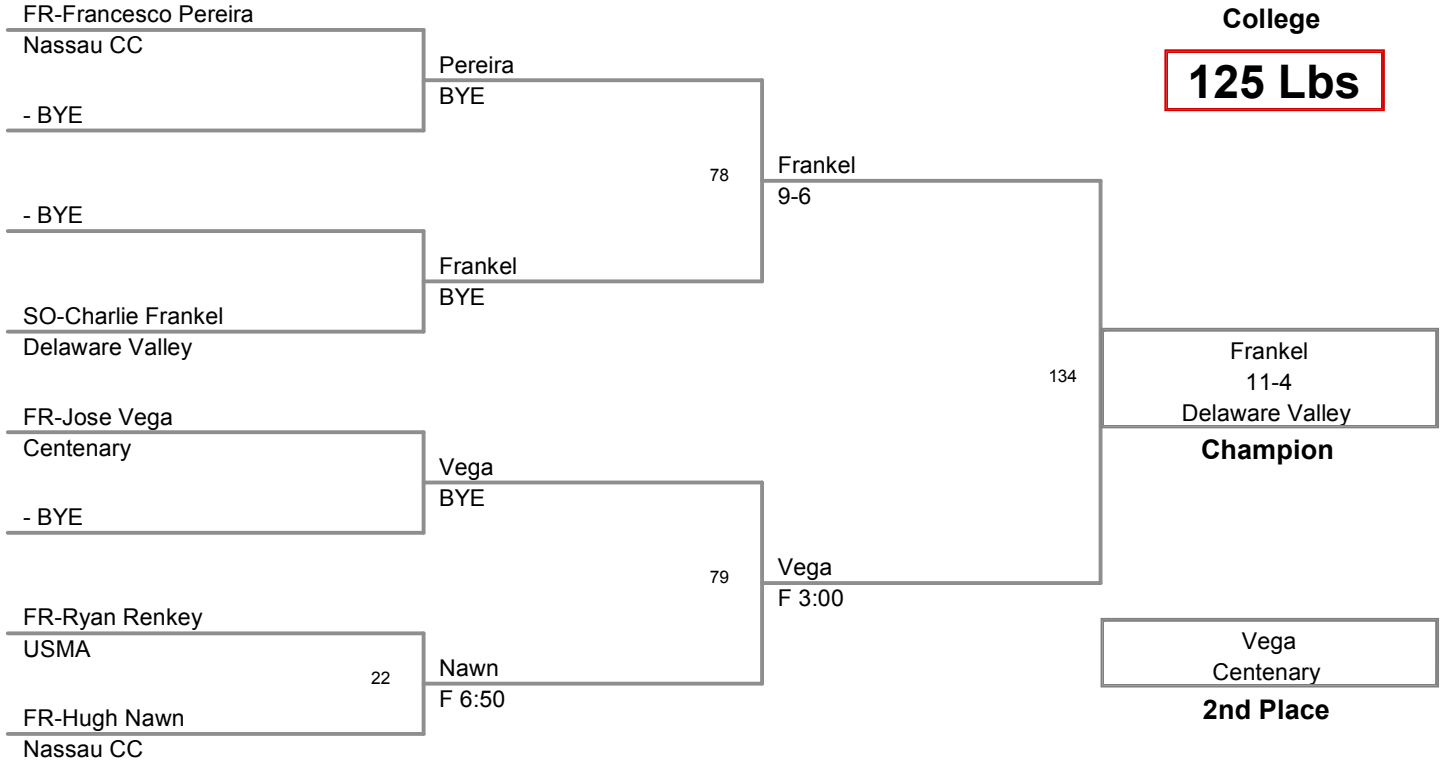 FR-Francesco Pereira
Nassau CC
- BYE
- BYE
SO-Charlie Frankel
Delaware Valley
FR-Jose Vega
Centenary
- BYE
FR-Ryan Renkey
USMA
22
FR-Hugh Nawn
Nassau CC
Pereira
BYE
78
Frankel
BYE
Vega
BYE
79
Nawn
F 6:50
Frankel
9-6
134
Vega
F 3:00
College
125 Lbs
Frankel
11-4
Delaware Valley
Champion
Vega
Centenary
2nd Place